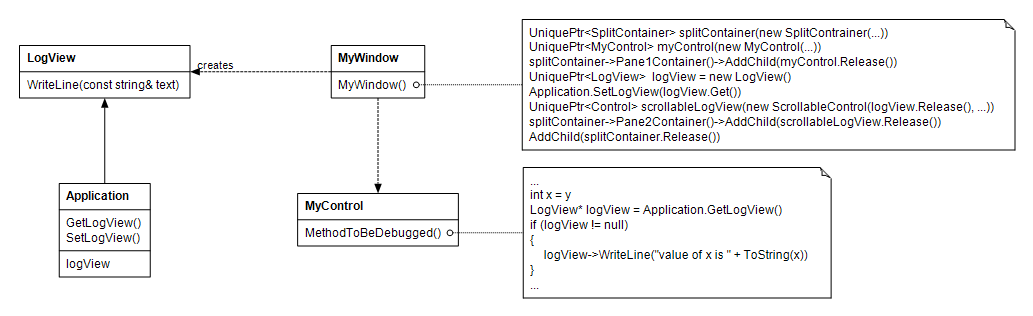 LogView
WriteLine(const string& text)
creates
MyWindow
MyWindow()
UniquePtr<SplitContainer> splitContainer(new SplitContrainer(...))
UniquePtr<MyControl> myControl(new MyControl(...))
splitContainer->Pane1Container()->AddChild(myControl.Release())
UniquePtr<LogView>  logView = new LogView()
Application.SetLogView(logView.Get())
UniquePtr<Control> scrollableLogView(new ScrollableControl(logView.Release(), ...))
splitContainer->Pane2Container()->AddChild(scrollableLogView.Release())
AddChild(splitContainer.Release())
Application
GetLogView()
SetLogView()
logView
MyControl
MethodToBeDebugged()
...
int x = y
LogView* logView = Application.GetLogView()
if (logView != null)
{
logView->WriteLine("value of x is " + ToString(x))
}
...